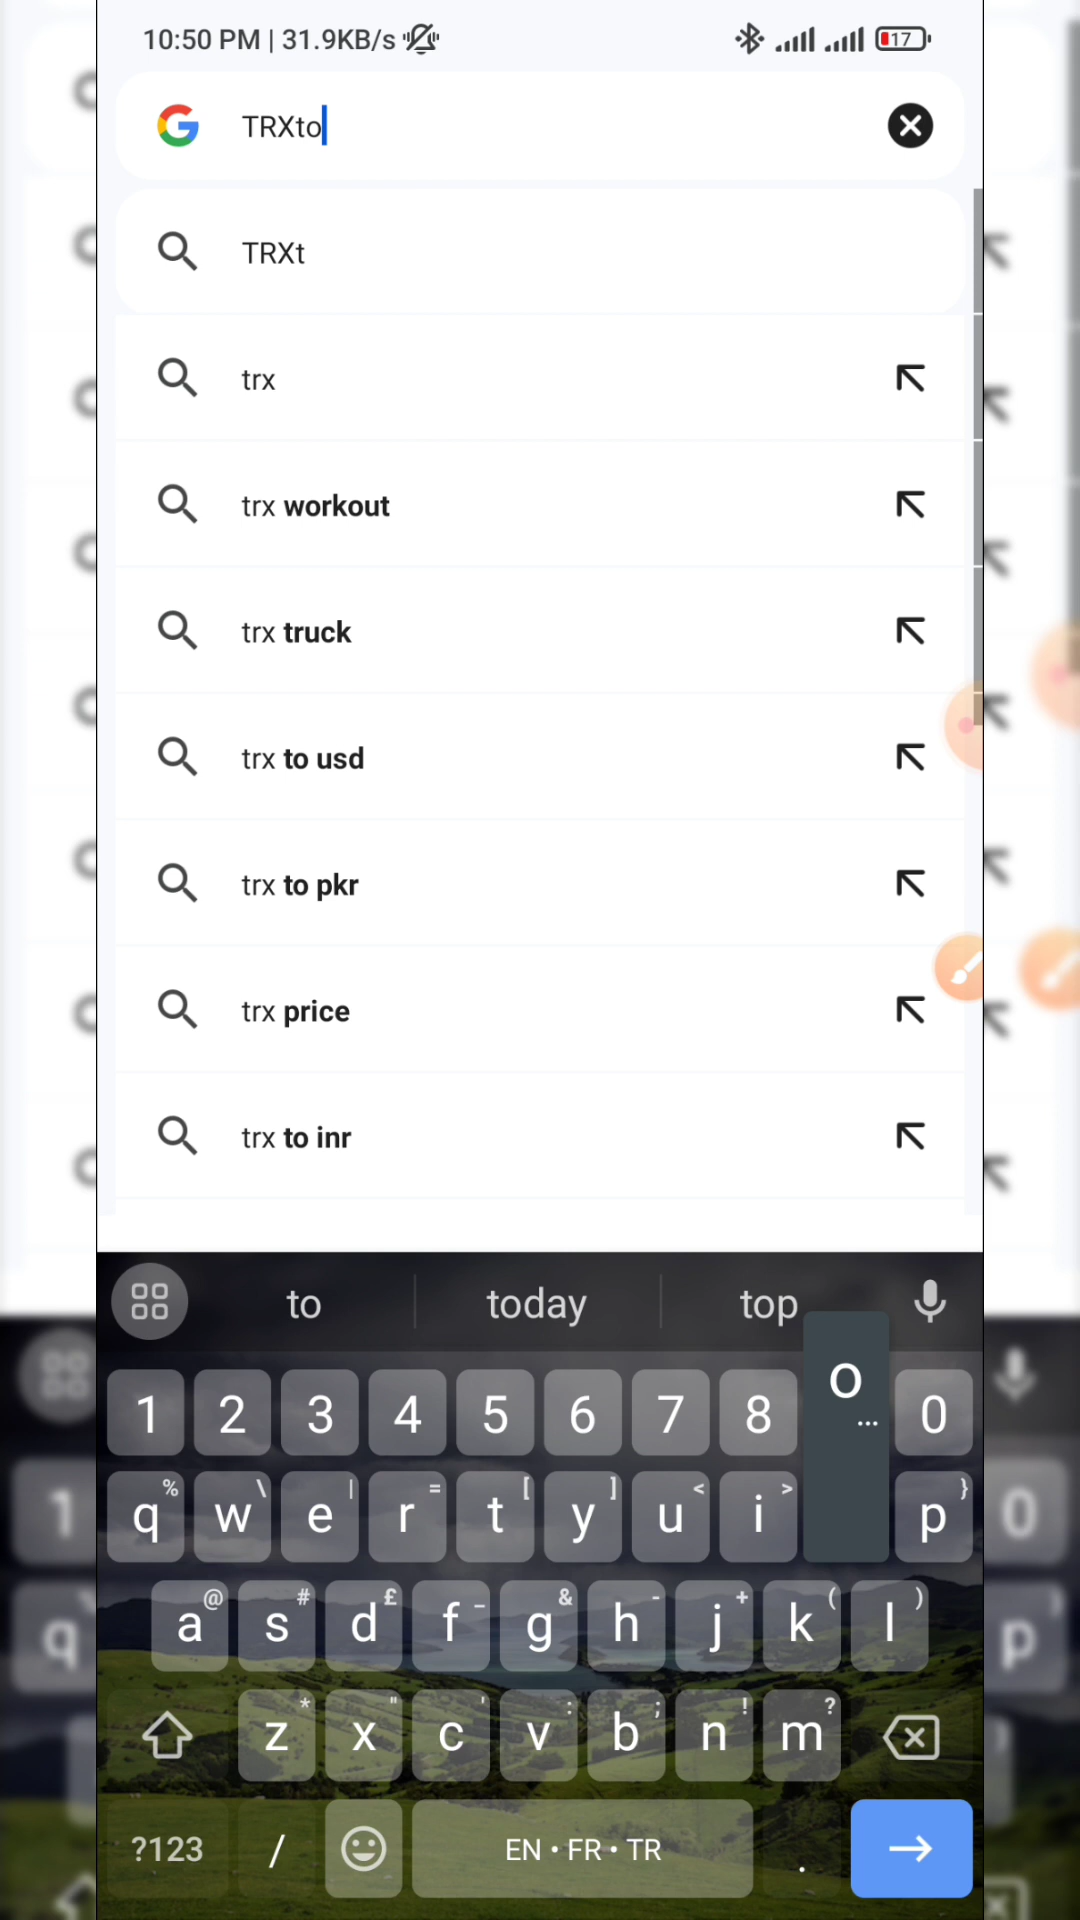 10:50 PM | 31.9KB/s 17
TRXto
TRXt
trx
trx workout
trx truck
trx to usd
trx to pkr
trx price
trx to inr
to today top
1 2 3 4 5 6 7 8 o ... 0
q % w \ e | r = t [ y ] u < i > p }
a @ s # d £ f _ g & h - j + k ( l )
z * x " c ' v : b ; n ! m ?
?123 / EN • FR • TR .